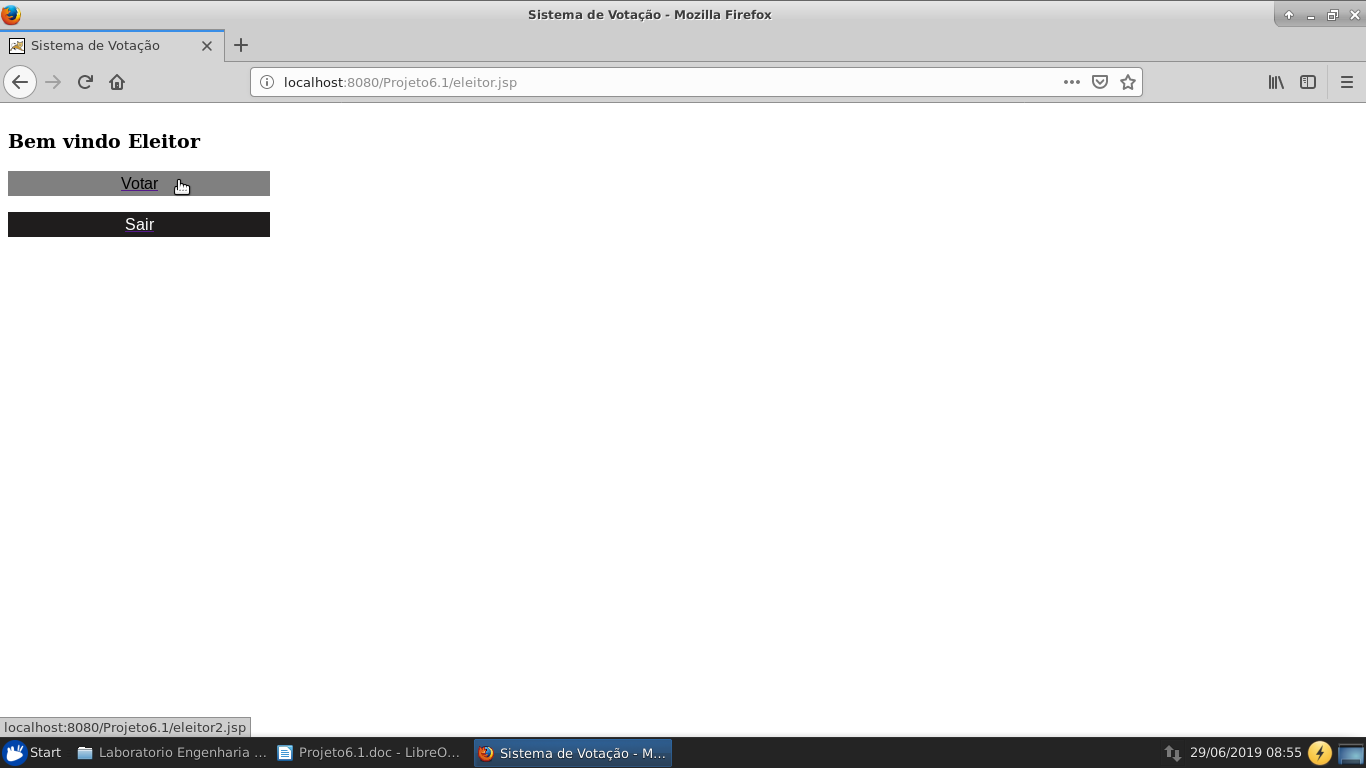 Sistema de Votação - Mozilla Firefox
Sistema de Votação
localhost:8080/Projeto6.1/eleitor.jsp
Bem vindo Eleitor
Votar
Sair
localhost:8080/Projeto6.1/eleitor2.jsp
Start Laboratorio Engenharia ... Projeto6.1.doc - LibreO... Sistema de Votação - M... 29/06/2019 08:55